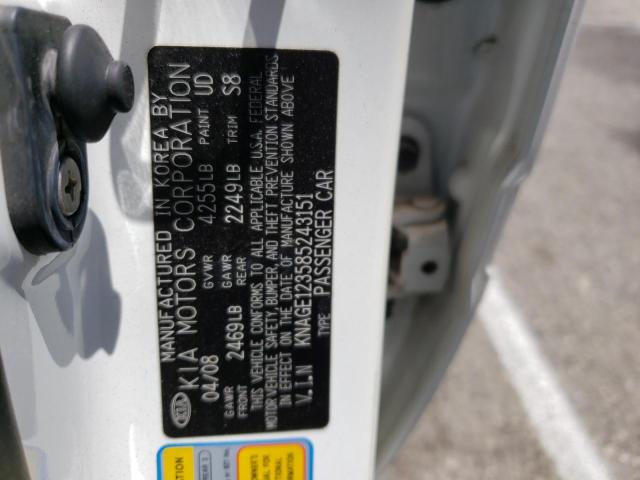 MANUFACTURED IN KOREA BY
KIA KIA MOTORS CORPORATION
04/08 GVWR 4255LB PAINT UD
GAWR FRONT 2469LB GAWR REAR 2249LB TRIM S8
THIS VEHICLE CONFORMS TO ALL APPLICABLE U.S.A. FEDERAL
MOTOR VEHICLE SAFETY, BUMPER, AND THEFT PREVENTION STANDARDS
IN EFFECT ON THE DATE OF MANUFACTURE SHOWN ABOVE
V.I.N KNAGE123585243151
TYPE PASSENGER CAR